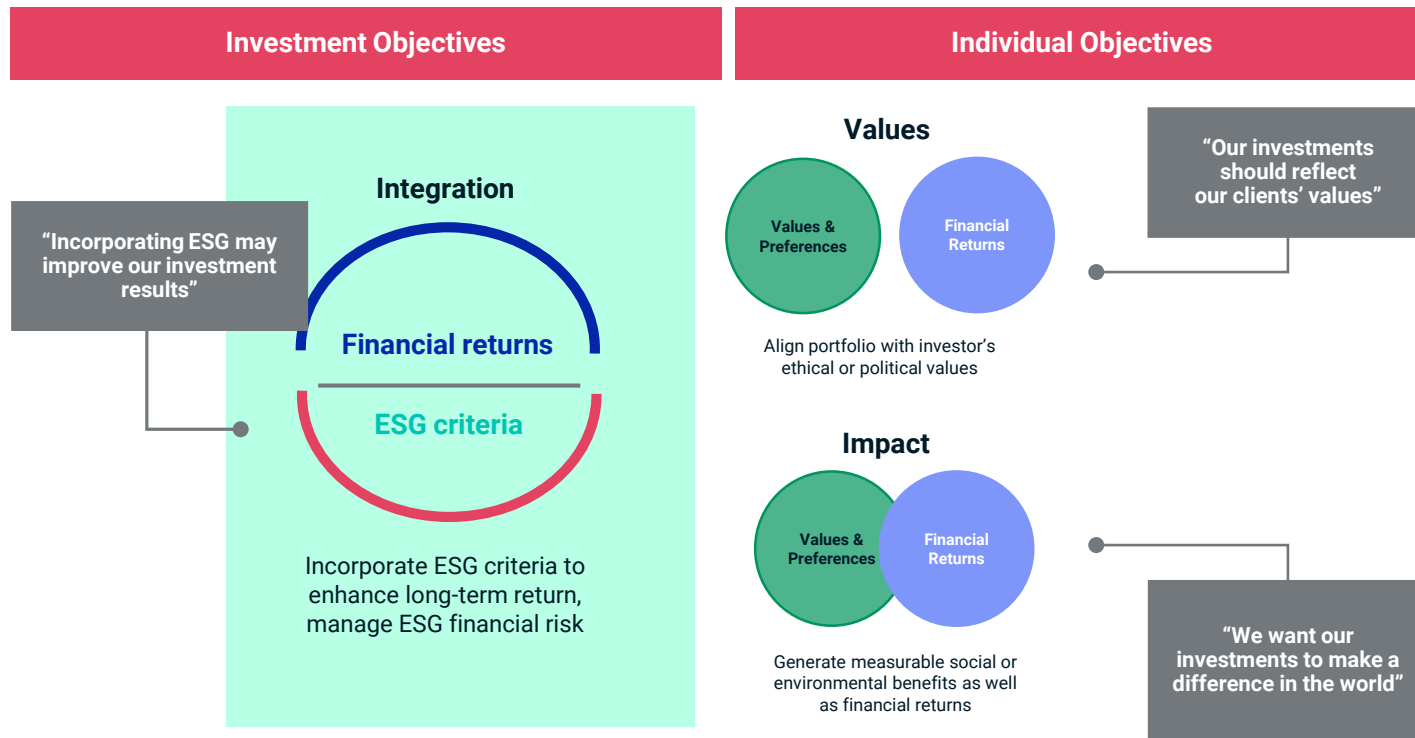 Investment Objectives
Integration
“Incorporating ESG may
improve our investment
results”
Financial returns
ESG criteria
Incorporate ESG criteria to
enhance long-term return,
manage ESG financial risk
Individual Objectives
Values
Values &
Preferences
Financial
Returns
“Our investments
should reflect
our clients’ values”
Align portfolio with investor’s
ethical or political values
Impact
Values &
Preferences
Financial
Returns
“We want our
investments to make a
difference in the world”
Generate measurable social or
environmental benefits as well
as financial returns